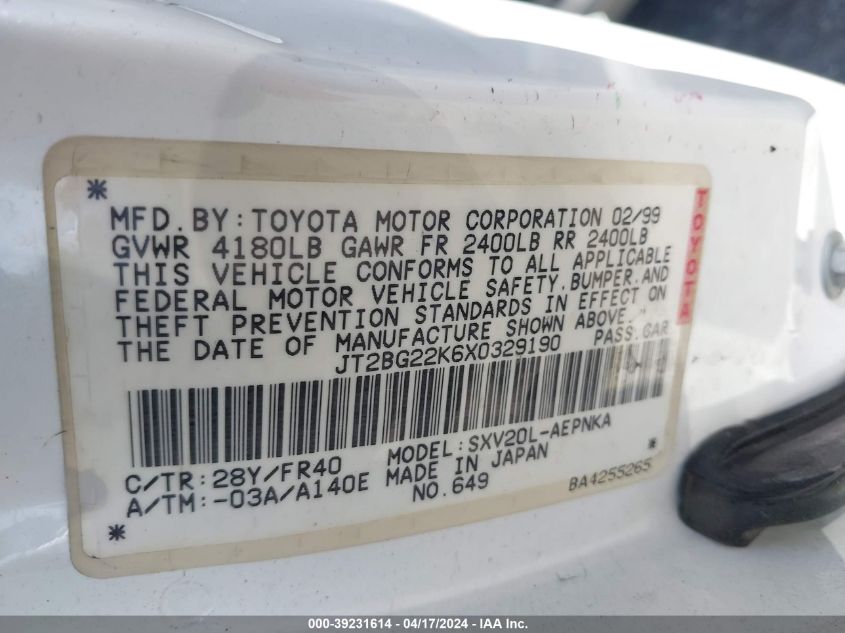 * MFD.BY:TOYOTA MOTOR CORPORATION 02/99
GVWR 4180LB GAWR FR 2400LB RR 2400LB
THIS VEHICLE CONFORMS TO ALL APPLICABLE
FEDERAL MOTOR VEHICLE SAFETY,BUMPER,AND
THEFT PREVENTION STANDARDS IN EFFECT ON
THE DATE OF MANUFACTURE SHOWN ABOVE."
JT2BG22K6X0329190 PASS.CAR
TOYOTA
C/TR:28Y/FR40 MODEL:SXV20L-AEPNKA *
A/TM:-03A/A140E MADE IN JAPAN
* NO.649 BA4255265
000-39231614 - 04/17/2024 - IAA, Inc.